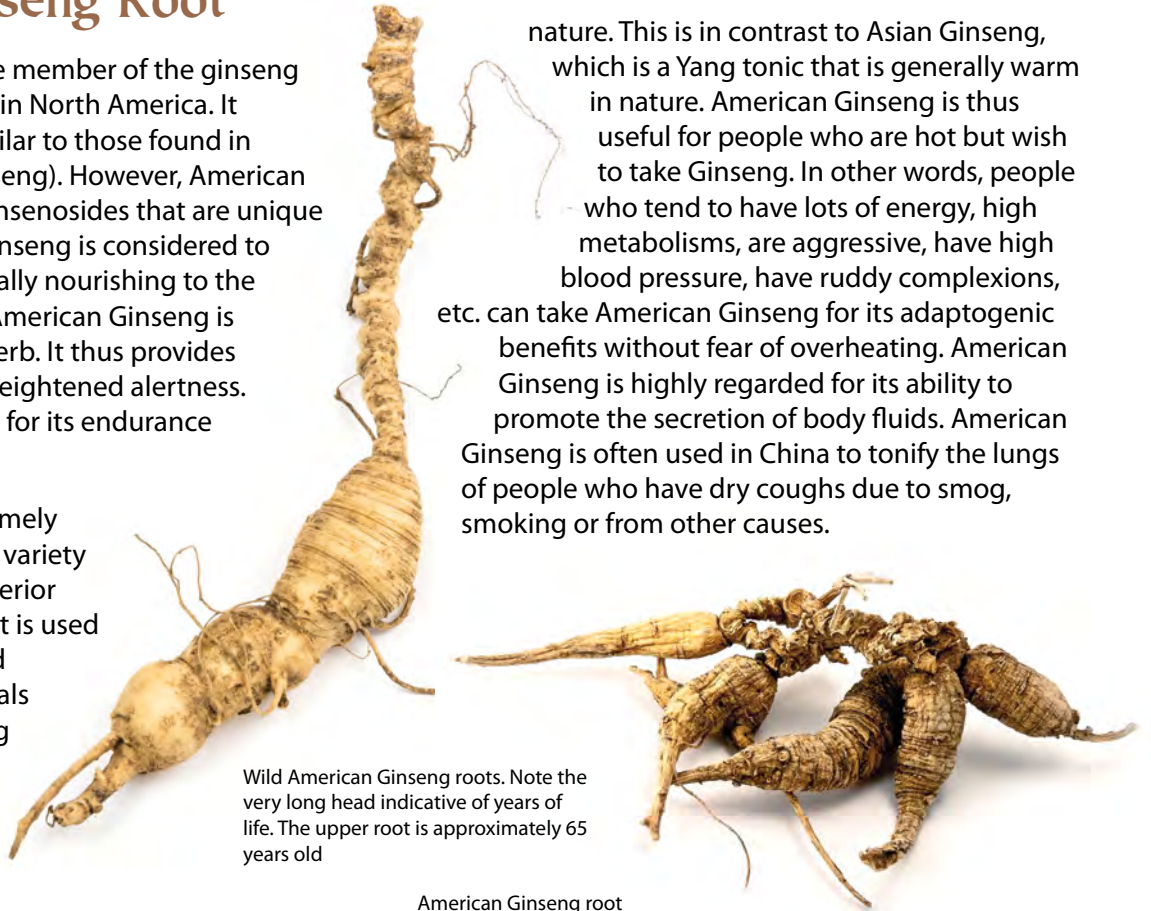 seng Root
e member of the ginseng
in North America. It
ilar to those found in
eng). However, American
nsenosides that are unique
nseng is considered to
ally nourishing to the
American Ginseng is
erb. It thus provides
eightened alertness.
for its endurance
mely
variety
erior
t is used
d
als
g
nature. This is in contrast to Asian Ginseng,
which is a Yang tonic that is generally warm
in nature. American Ginseng is thus
useful for people who are hot but wish
to take Ginseng. In other words, people
who tend to have lots of energy, high
metabolisms, are aggressive, have high
blood pressure, have ruddy complexions,
etc. can take American Ginseng for its adaptogenic
benefits without fear of overheating. American
Ginseng is highly regarded for its ability to
promote the secretion of body fluids. American
Ginseng is often used in China to tonify the lungs
of people who have dry coughs due to smog,
smoking or from other causes.
Wild American Ginseng roots. Note the
very long head indicative of years of
life. The upper root is approximately 65
years old
American Ginseng root